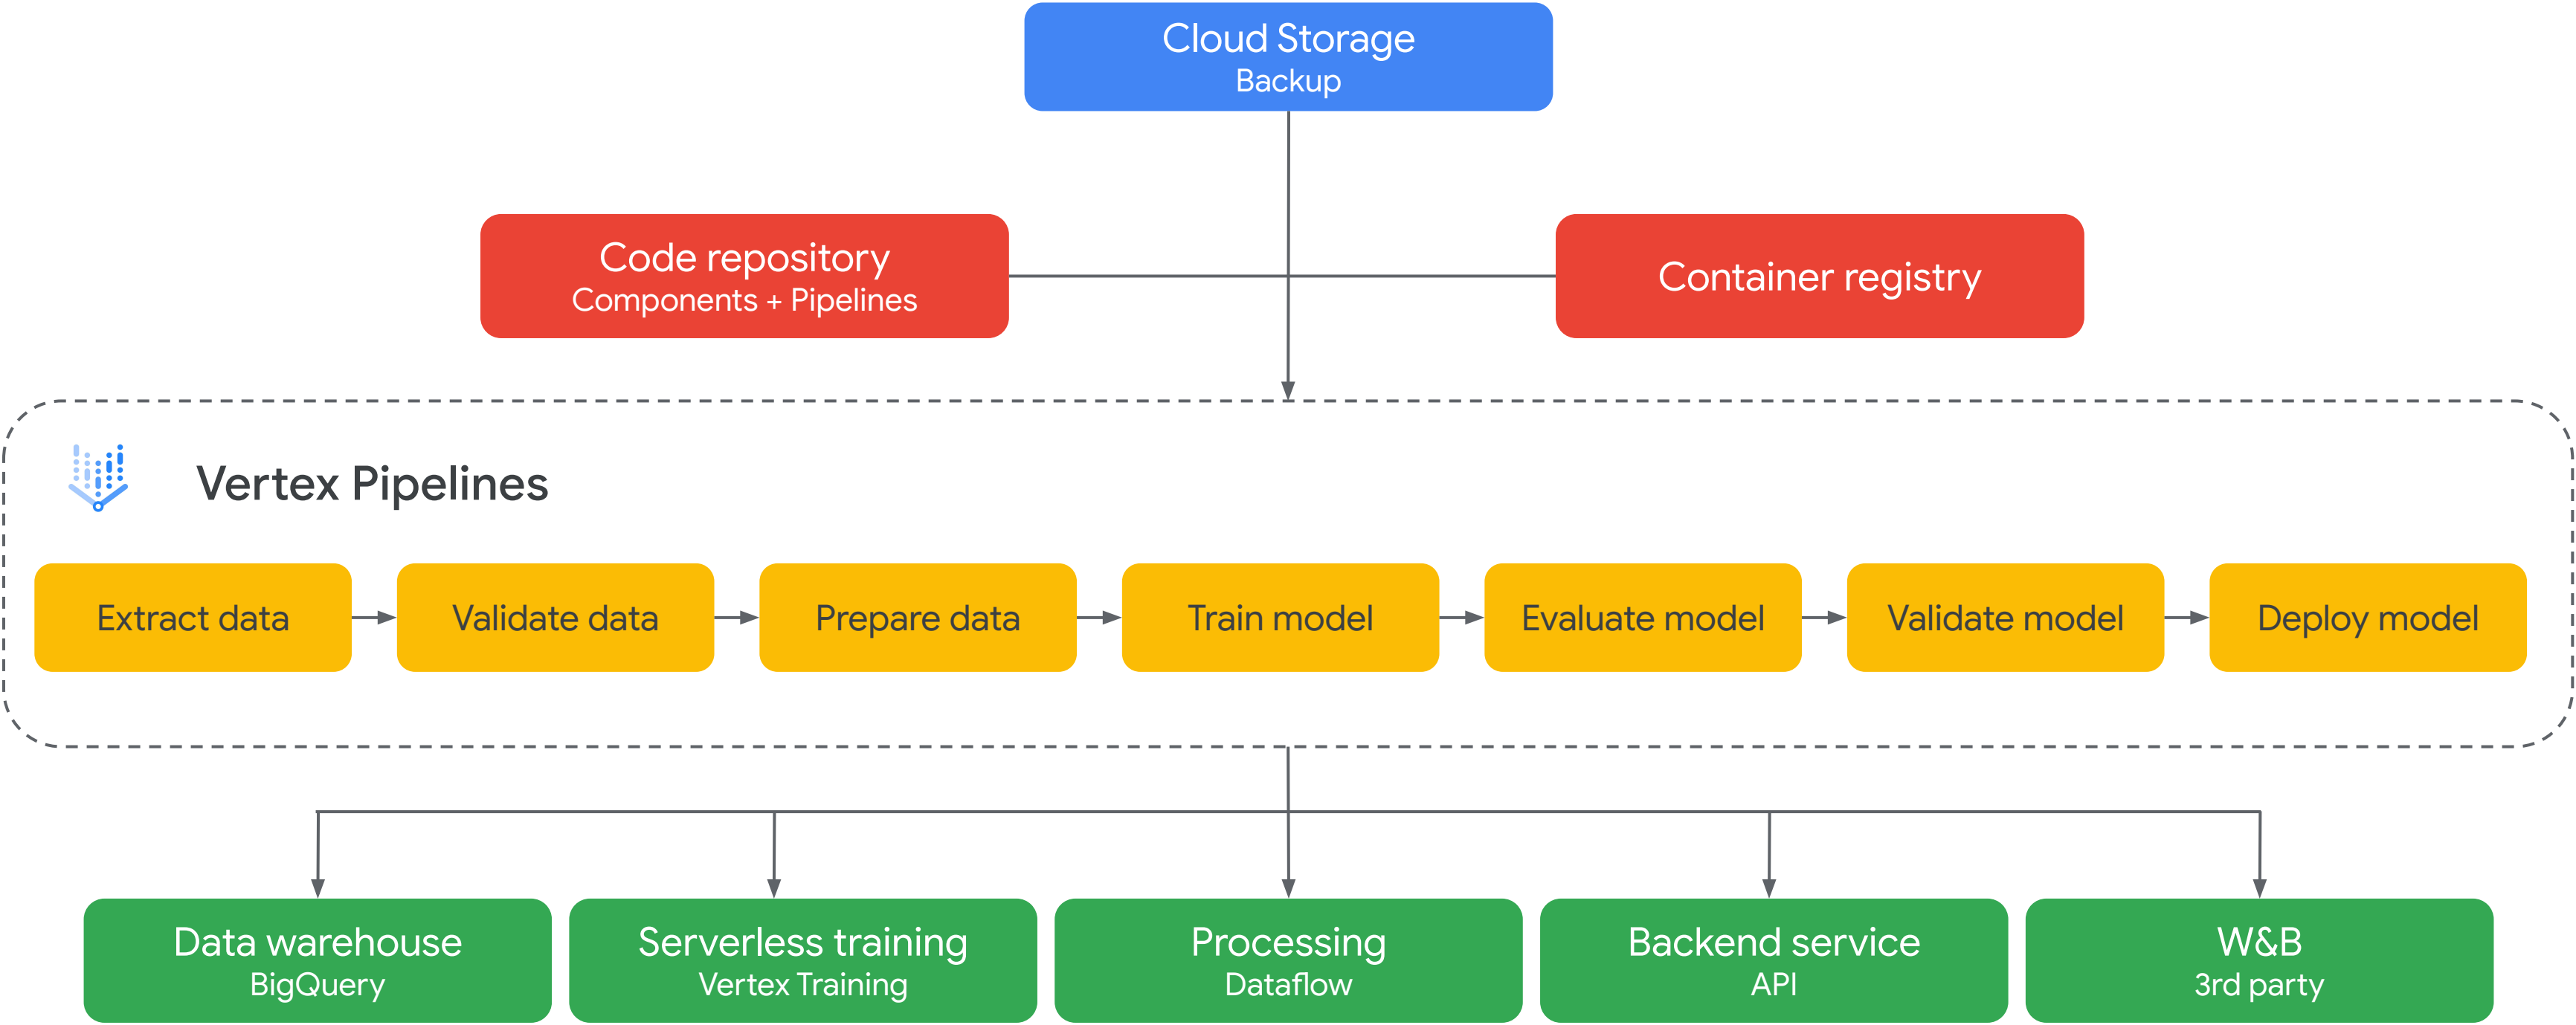 Cloud Storage
Backup
Code repository
Components + Pipelines
Container registry
Vertex Pipelines
Extract data
Validate data
Prepare data
Train model
Evaluate model
Validate model
Deploy model
Data warehouse
BigQuery
Serverless training
Vertex Training
Processing
Dataflow
Backend service
API
W&B
3rd party